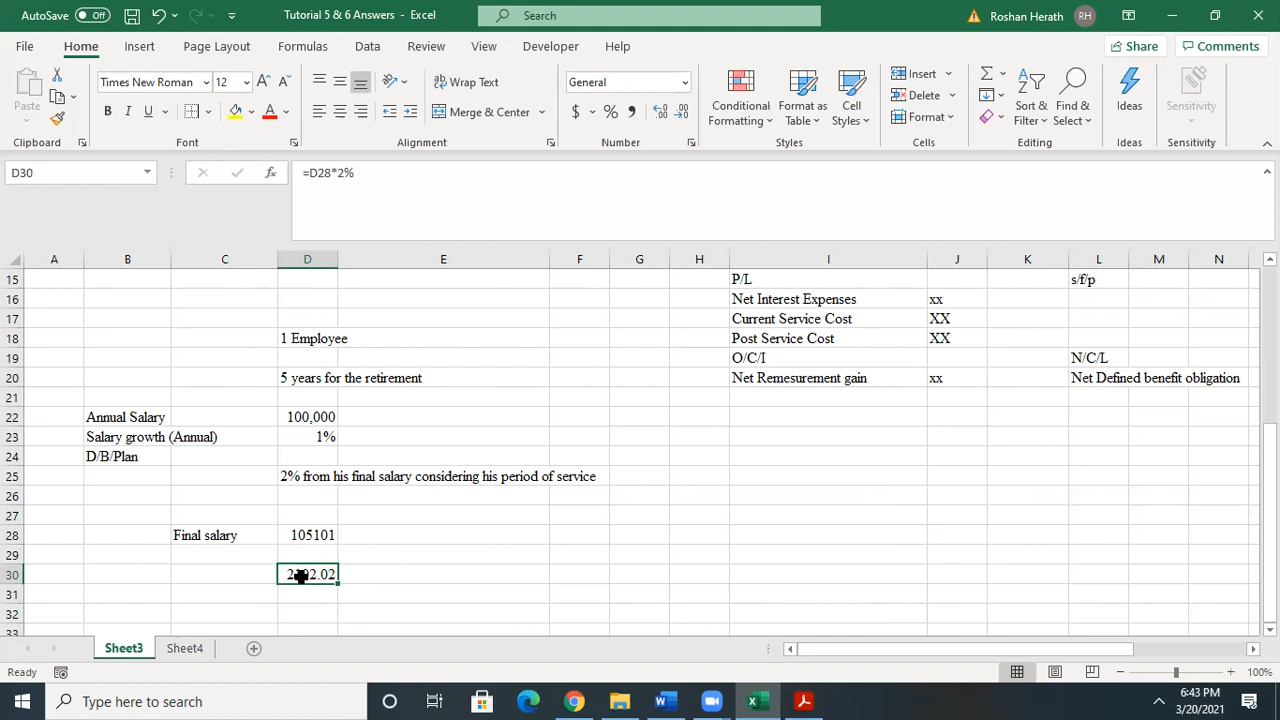 AutoSave Off
Tutorial 5 & 6 Answers - Excel
Search
Roshan Herath
RH
File Home Insert Page Layout Formulas Data Review View Developer Help
Share
Comments
Paste
Times New Roman 12
Wrap Text
General
Merge & Center
Conditional Formatting
Format as Table
Cell Styles
Insert
Delete
Format
Sort & Filter
Find & Select
Ideas
Sensitivity
Clipboard Font Alignment Number Styles Cells Editing Ideas Sensitivity
D30
fx
=D28*2%
A B C D E F G H I J K L M N
15 P/L s/f/p
16 Net Interest Expenses xx
17 Current Service Cost XX
18 1 Employee Post Service Cost XX
19 O/C/I N/C/L
20 5 years for the retirement Net Remesurement gain xx Net Defined benefit obligation
21
22 Annual Salary 100,000
23 Salary growth (Annual) 1%
24 D/B/Plan
25 2% from his final salary considering his period of service
26
27
28 Final salary 105101
29
30 2102.02
31
32
33
Sheet3 Sheet4
Ready
100%
Type here to search
6:43 PM
3/20/2021